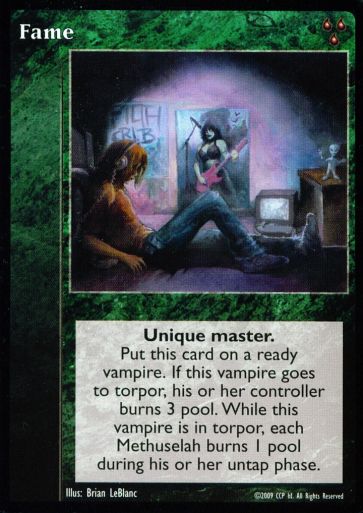 Fame
FILTH
CRIB
Unique master.
Put this card on a ready
vampire. If this vampire goes
to torpor, his or her controller
burns 3 pool. While this
vampire is in torpor, each
Methuselah burns 1 pool
during his or her untap phase.
Illus: Brian LeBlanc
©2009 CCP hf. All Rights Reserved